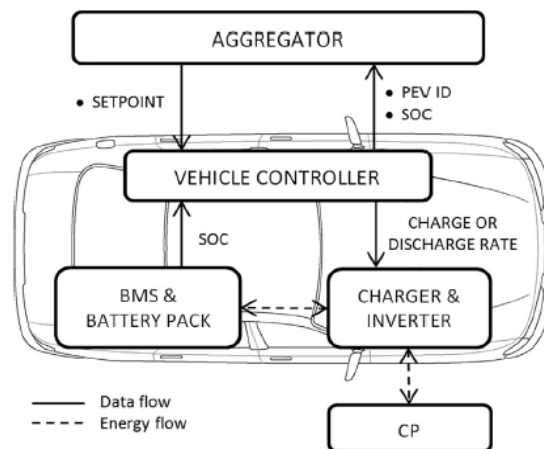 AGGREGATOR
• SETPOINT
• PEV ID
• SOC
VEHICLE CONTROLLER
SOC
CHARGE OR
DISCHARGE RATE
BMS &
BATTERY PACK
CHARGER &
INVERTER
Data flow
Energy flow
CP